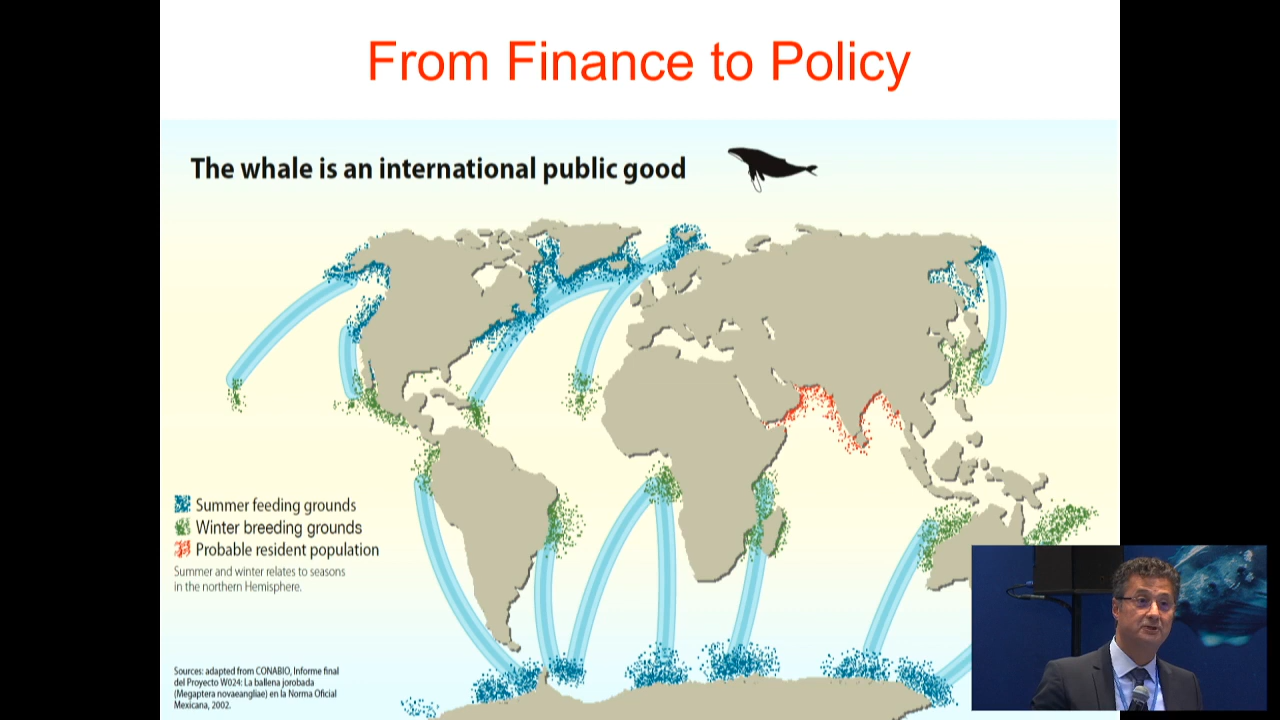 From Finance to Policy
The whale is an international public good
Summer feeding grounds
Winter breeding grounds
Probable resident population
Summer and winter relates to seasons
in the northern Hemisphere.
Sources: adapted from CONABIO, Informe final
del Proyecto W024: La ballena jorobada
(Megaptera novaeangliae) en la Norma Oficial
Mexicana, 2002.